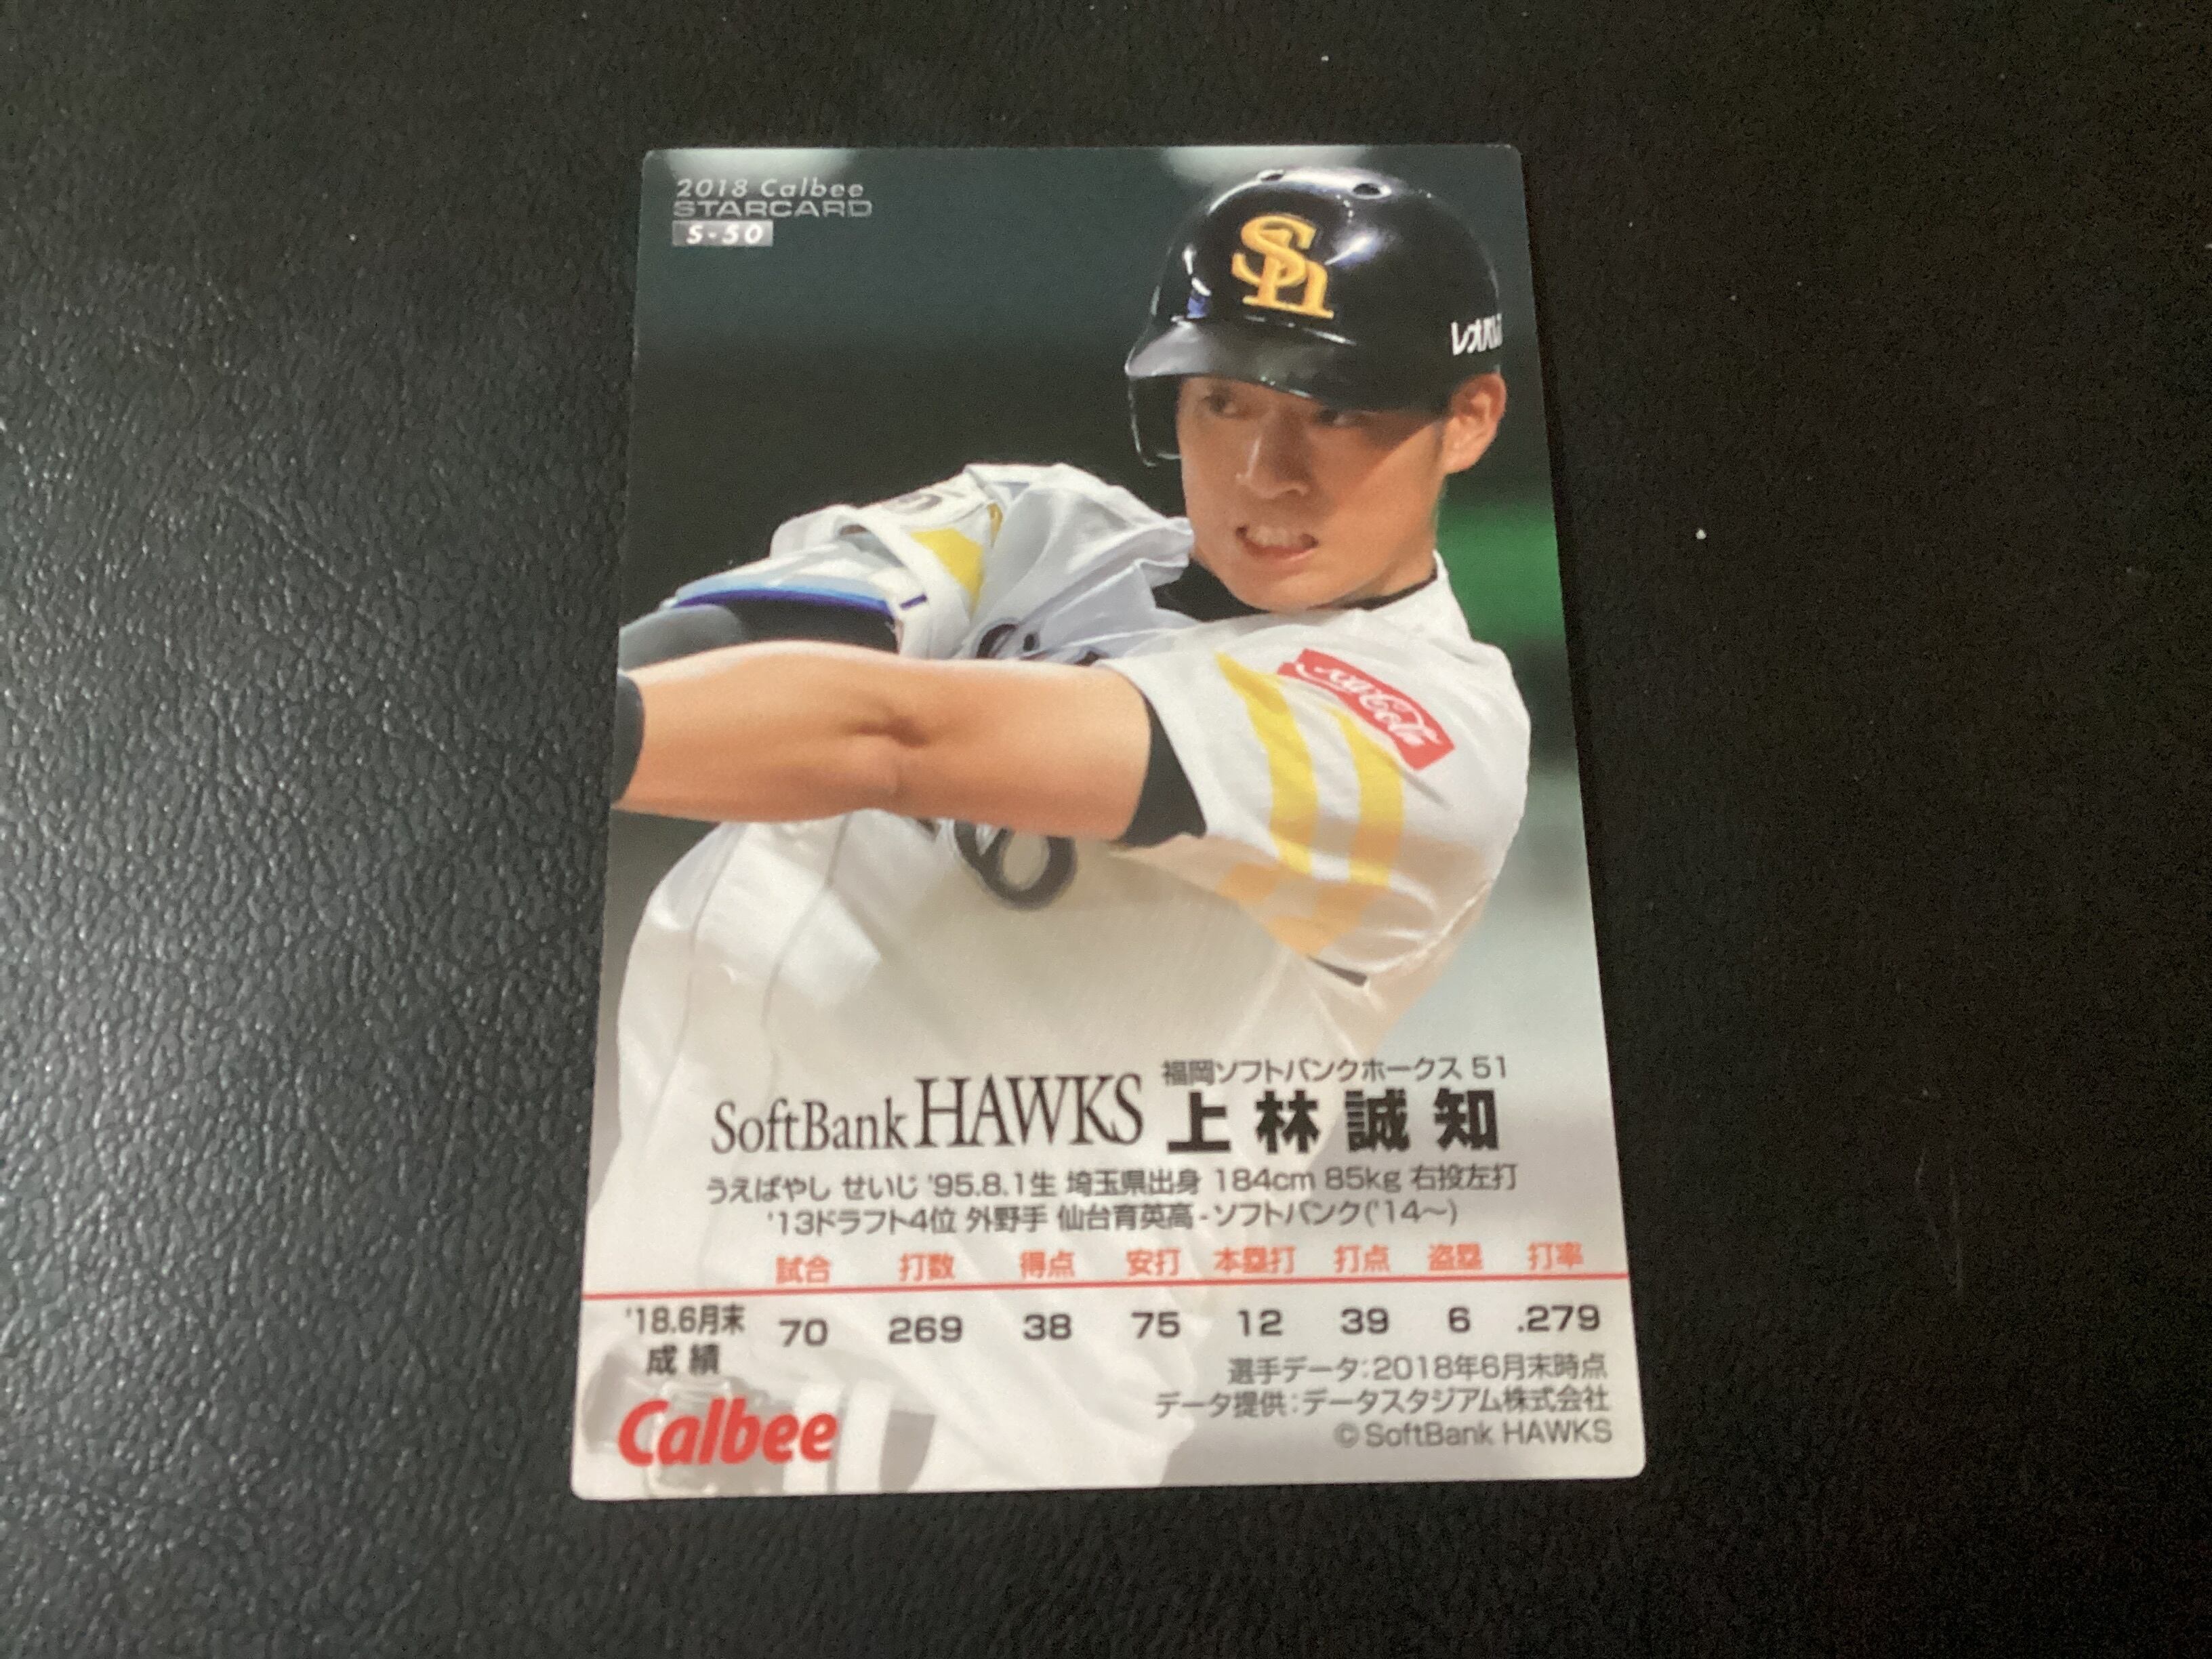 2018 Calbee
STARCARD
S-50
Sh
Coca-Cola
福岡ソフトバンクホークス 51
SoftBank HAWKS 上林誠知
うえばやし せいじ '95.8.1生 埼玉県出身 184cm 85kg 右投左打
'13ドラフト4位 外野手 仙台育英高-ソフトバンク('14〜)
試合 打数 得点 安打 本塁打 打点 盗塁 打率
'18.6月末 成績 70 269 38 75 12 39 6 .279
選手データ:2018年6月末時点
データ提供:データスタジアム株式会社
©SoftBank HAWKS
Calbee